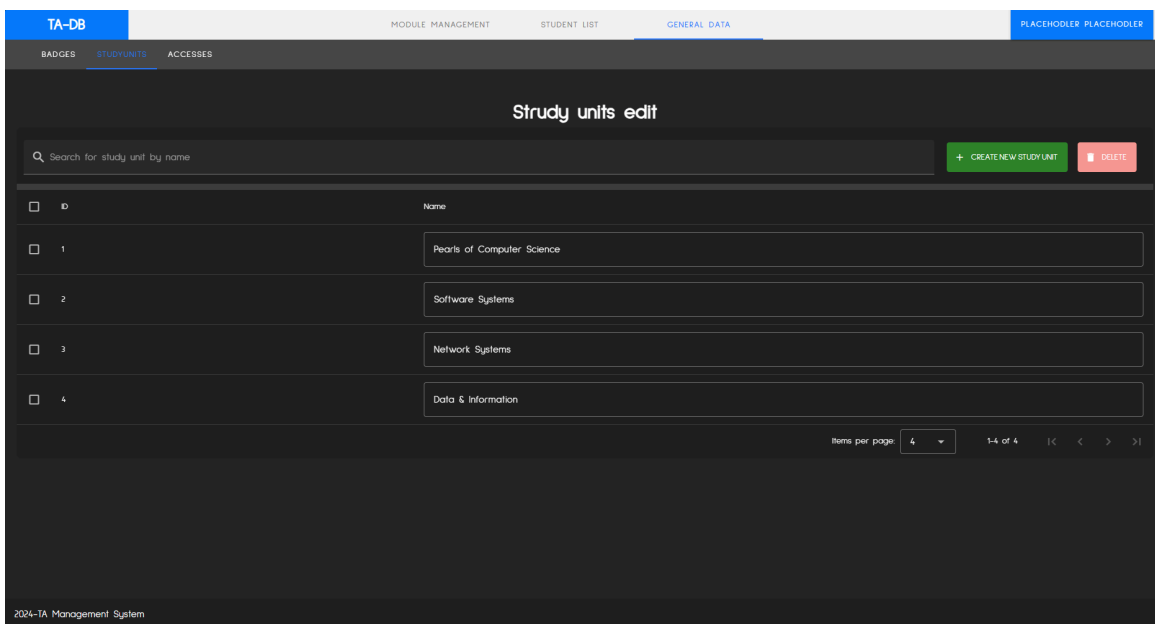 TA-DB MODULE MANAGEMENT STUDENT LIST GENERAL DATA PLACEHODLER PLACEHODLER
BADGES STUDYUNITS ACCESSES
Strudy units edit
Search for study unit by name + CREATE NEW STUDY UNIT DELETE
ID Name
1 Pearls of Computer Science
2 Software Systems
3 Network Systems
4 Data & Information
Items per page: 4 1-4 of 4
2024-TA Management System